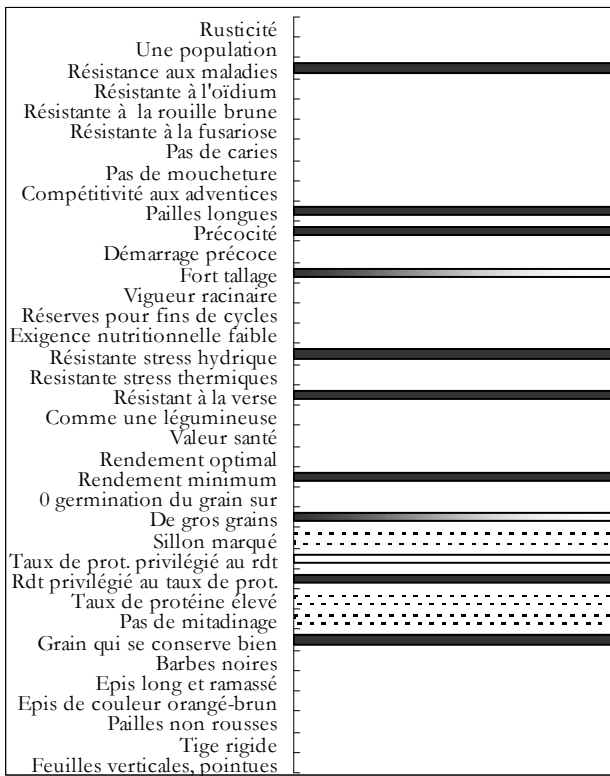 Rusticité
Une population
Résistance aux maladies
Résistante à l'oïdium
Résistante à la rouille brune
Résistante à la fusariose
Pas de caries
Pas de moucheture
Compétitivité aux adventices
Pailles longues
Précocité
Démarrage précoce
Fort tallage
Vigueur racinaire
Réserves pour fins de cycles
Exigence nutritionnelle faible
Résistante stress hydrique
Resistante stress thermiques
Résistant à la verse
Comme une légumineuse
Valeur santé
Rendement optimal
Rendement minimum
0 germination du grain sur
De gros grains
Sillon marqué
Taux de prot. privilégié au rdt
Rdt privilégié au taux de prot.
Taux de protéine élevé
Pas de mitadinage
Grain qui se conserve bien
Barbes noires
Epis long et ramassé
Epis de couleur orangé-brun
Pailles non rousses
Tige rigide
Feuilles verticales, pointues